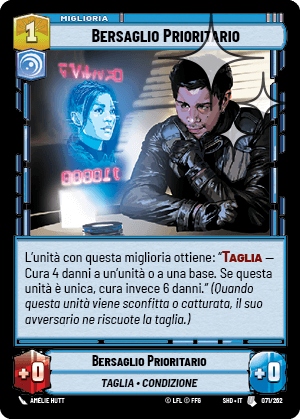 MIGLIORIA
1
Bersaglio Prioritario
L'unità con questa miglioria ottiene: “Taglia —
Cura 4 danni a un'unità o a una base. Se questa
unità è unica, cura invece 6 danni.” (Quando
questa unità viene sconfitta o catturata, il suo
avversario ne riscuote la taglia.)
+0
Bersaglio Prioritario
+0
TAGLIA • CONDIZIONE
AMÉLIE HUTT
© LFL © FFG
SHD • IT
071/262